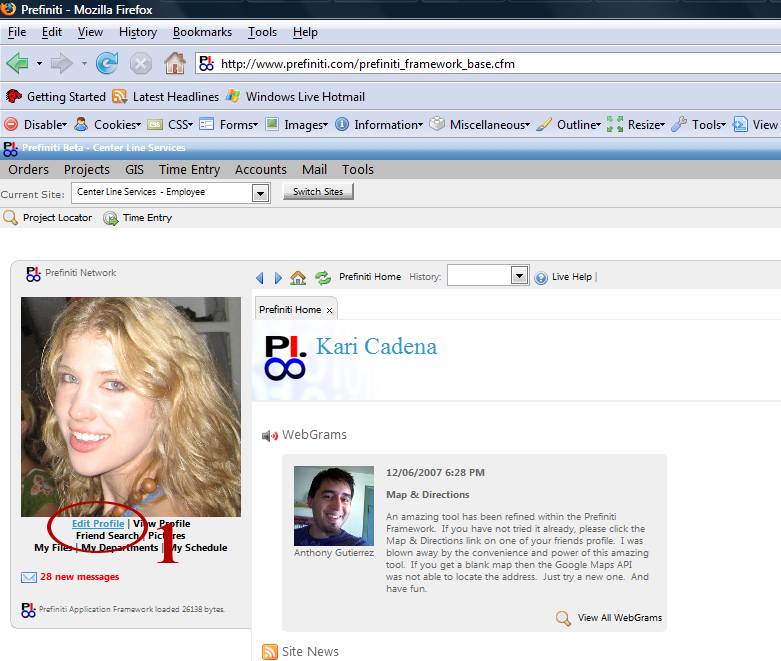 Prefiniti - Mozilla Firefox
File Edit View History Bookmarks Tools Help
http://www.prefiniti.com/prefiniti_framework_base.cfm
Getting Started Latest Headlines Windows Live Hotmail
Disable Cookies CSS Forms Images Information Miscellaneous Outline Resize Tools View
Prefiniti Beta - Center Line Services
Orders Projects GIS Time Entry Accounts Mail Tools
Current Site: Center Line Services - Employee Switch Sites
Project Locator Time Entry
Prefiniti Network
Prefiniti Home History: Live Help |
Prefiniti Home x
PI.
Kari Cadena
WebGrams
12/06/2007 6:28 PM
Map & Directions
An amazing tool has been refined within the Prefiniti
Framework. If you have not tried it already, please click the
Map & Directions link on one of your friends profile. I was
blown away by the convenience and power of this amazing
tool. If you get a blank map then the Google Maps API
was not able to locate the address. Just try a new one. And
have fun.
Anthony Gutierrez
View All WebGrams
Site News
Edit Profile | View Profile
Friend Search | Pictures
My Files | My Departments | My Schedule
1
28 new messages
Prefiniti Application Framework loaded 26138 bytes.